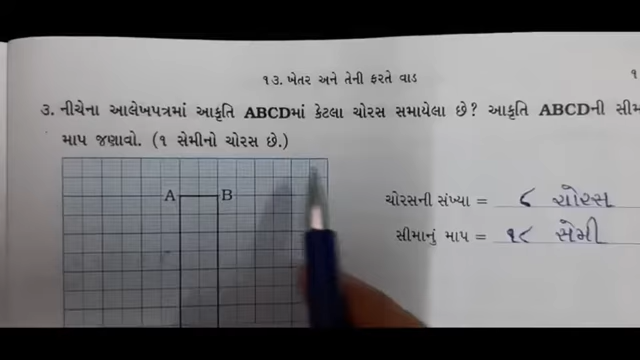 ૧૩. ખેતર અને તેની ફરતે વાડ
૧
૩. નીચેના આલેખપત્રમાં આકૃતિ ABCDમાં કેટલા ચોરસ સમાયેલા છે? આકૃતિ ABCDની
માપ જણાવો. (૧ સેમીનો ચોરસ છે.)
A B
ચોરસની સંખ્યા = ૮ ચોરસ
સીમાનું માપ = ૧૮ સેમી